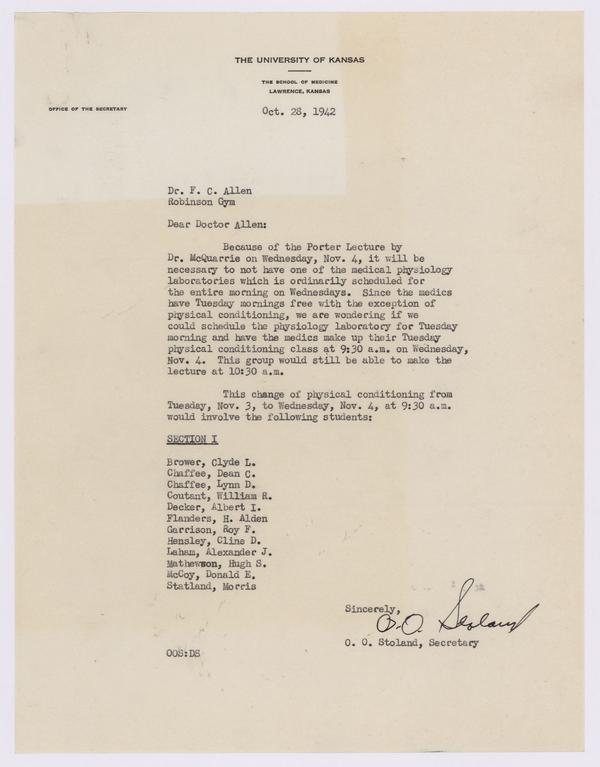 THE UNIVERSITY OF KANSAS
THE SCHOOL OF MEDICINE
LAWRENCE, KANSAS
OFFICE OF THE SECRETARY
Oct. 28, 1942
Dr. F. C. Allen
Robinson Gym
Dear Doctor Allen:
Because of the Porter Lecture by
Dr. McQuarrie on Wednesday, Nov. 4, it will be
necessary to not have one of the medical physiology
laboratories which is ordinarily scheduled for
the entire morning on Wednesdays. Since the medics
have Tuesday mornings free with the exception of
physical conditioning, we are wondering if we
could schedule the physiology laboratory for Tuesday
morning and have the medics make up their Tuesday
physical conditioning class at 9:30 a.m. on Wednesday,
Nov. 4. This group would still be able to make the
lecture at 10:30 a.m.
This change of physical conditioning from
Tuesday, Nov. 3, to Wednesday, Nov. 4, at 9:30 a.m.
would involve the following students:
SECTION I
Brower, Clyde L.
Chaffee, Dean C.
Chaffee, Lynn D.
Coutant, William R.
Decker, Albert I.
Flanders, H. Alden
Garrison, Roy F.
Hensley, Cline D.
Laham, Alexander J.
Mathewson, Hugh S.
McCoy, Donald E.
Statland, Morris
Sincerely,
O. O. Stoland
O. O. Stoland, Secretary
OOS:DS